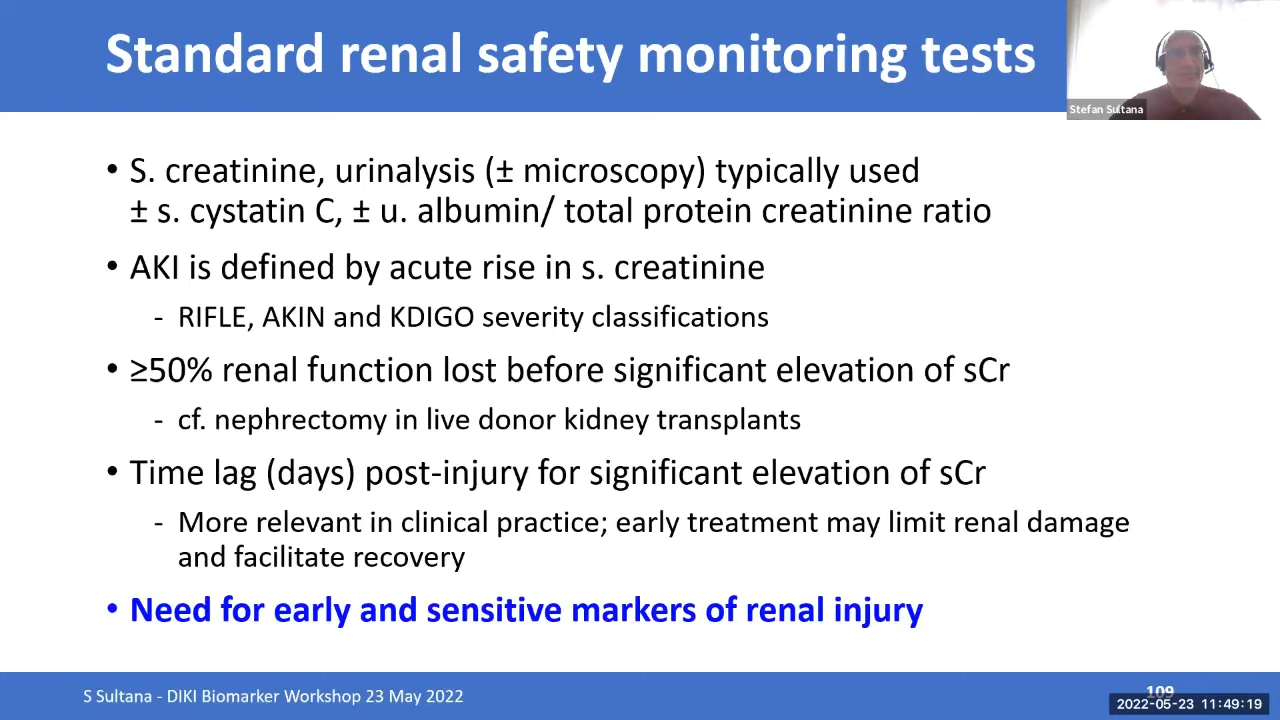 Standard renal safety monitoring tests
Stefan Sultana
• S. creatinine, urinalysis (± microscopy) typically used
± s. cystatin C, ± u. albumin/ total protein creatinine ratio
• AKI is defined by acute rise in s. creatinine
- RIFLE, AKIN and KDIGO severity classifications
• ≥50% renal function lost before significant elevation of sCr
- cf. nephrectomy in live donor kidney transplants
• Time lag (days) post-injury for significant elevation of sCr
- More relevant in clinical practice; early treatment may limit renal damage
and facilitate recovery
• Need for early and sensitive markers of renal injury
S Sultana - DIKI Biomarker Workshop 23 May 2022
109
2022-05-23 11:49:19